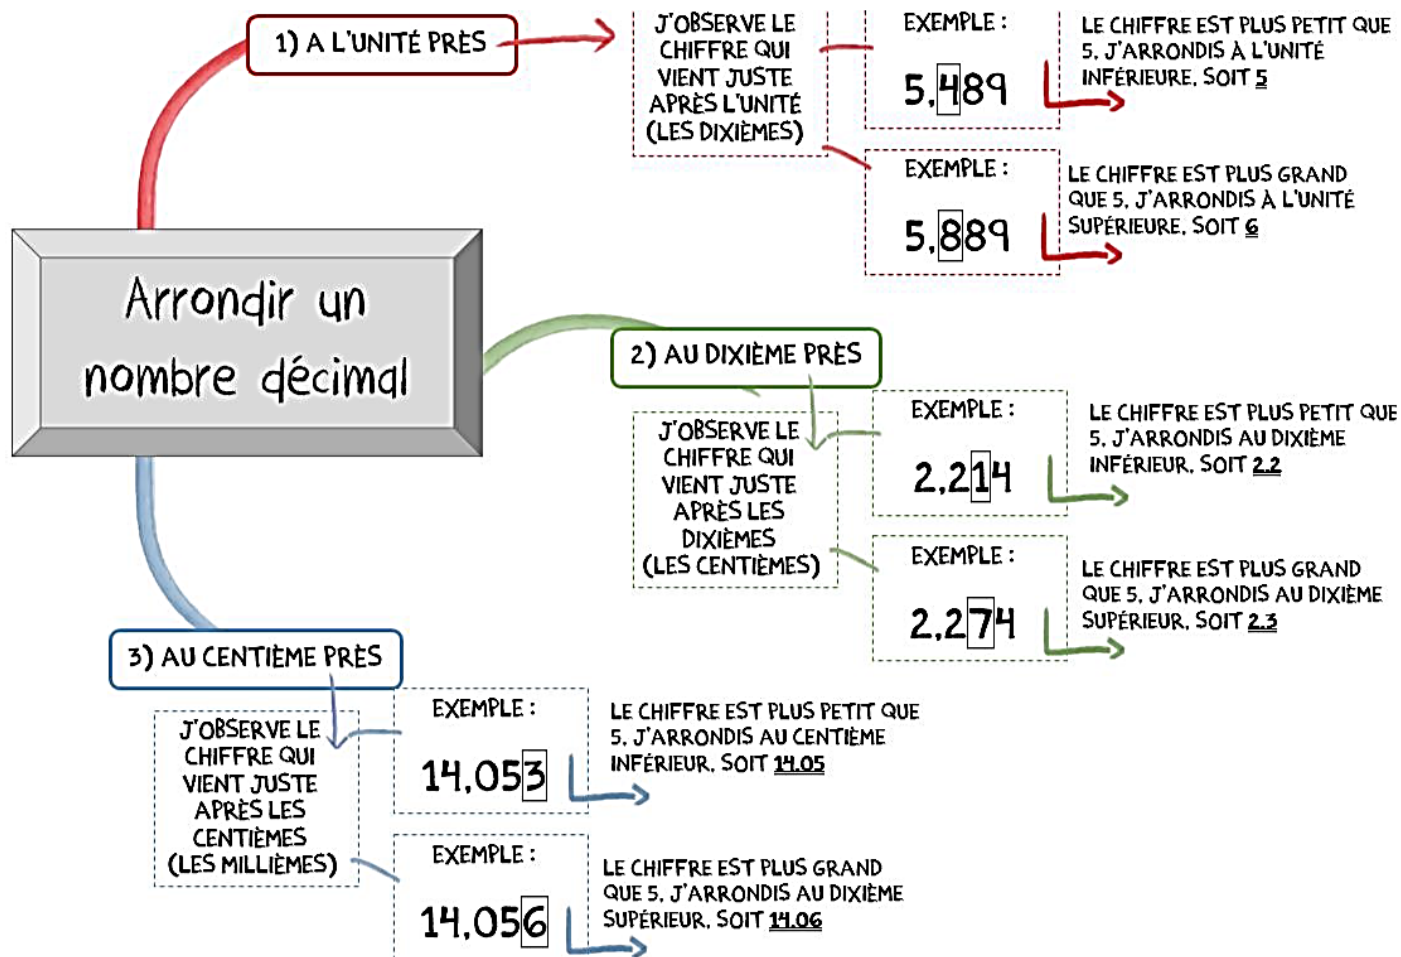 Arrondir un
nombre décimal
1) A L'UNITÉ PRÈS
J'OBSERVE LE
CHIFFRE QUI
VIENT JUSTE
APRÈS L'UNITÉ
(LES DIXIÈMES)
EXEMPLE :
5,489
LE CHIFFRE EST PLUS PETIT QUE
5, J'ARRONDIS À L'UNITÉ
INFÉRIEURE, SOIT 5
EXEMPLE :
5,889
LE CHIFFRE EST PLUS GRAND
QUE 5, J'ARRONDIS À L'UNITÉ
SUPÉRIEURE, SOIT 6
2) AU DIXIÈME PRÈS
J'OBSERVE LE
CHIFFRE QUI
VIENT JUSTE
APRÈS LES
DIXIÈMES
(LES CENTIÈMES)
EXEMPLE :
2,214
LE CHIFFRE EST PLUS PETIT QUE
5, J'ARRONDIS AU DIXIÈME
INFÉRIEUR, SOIT 2,2
EXEMPLE :
2,274
LE CHIFFRE EST PLUS GRAND
QUE 5, J'ARRONDIS AU DIXIÈME
SUPÉRIEUR, SOIT 2,3
3) AU CENTIÈME PRÈS
J'OBSERVE LE
CHIFFRE QUI
VIENT JUSTE
APRÈS LES
CENTIÈMES
(LES MILLIÈMES)
EXEMPLE :
14,053
LE CHIFFRE EST PLUS PETIT QUE
5, J'ARRONDIS AU CENTIÈME
INFÉRIEUR, SOIT 14,05
EXEMPLE :
14,056
LE CHIFFRE EST PLUS GRAND
QUE 5, J'ARRONDIS AU DIXIÈME
SUPÉRIEUR, SOIT 14,06